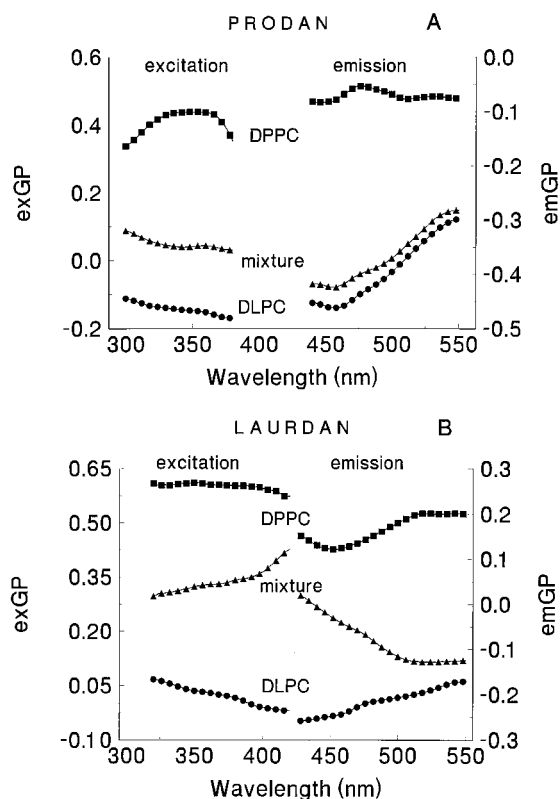 PRODAN A
excitation emission
0.6 0.4 0.2 0.0 -0.2
exGP
0.0 -0.1 -0.2 -0.3 -0.4 -0.5
emGP
DPPC
mixture
DLPC
300 350 400 450 500 550
Wavelength (nm)
LAURDAN B
excitation emission
0.65 0.50 0.35 0.20 0.05 -0.10
exGP
0.3 0.2 0.1 0.0 -0.1 -0.2 -0.3
emGP
DPPC
mixture
DLPC
300 350 400 450 500 550
Wavelength (nm)